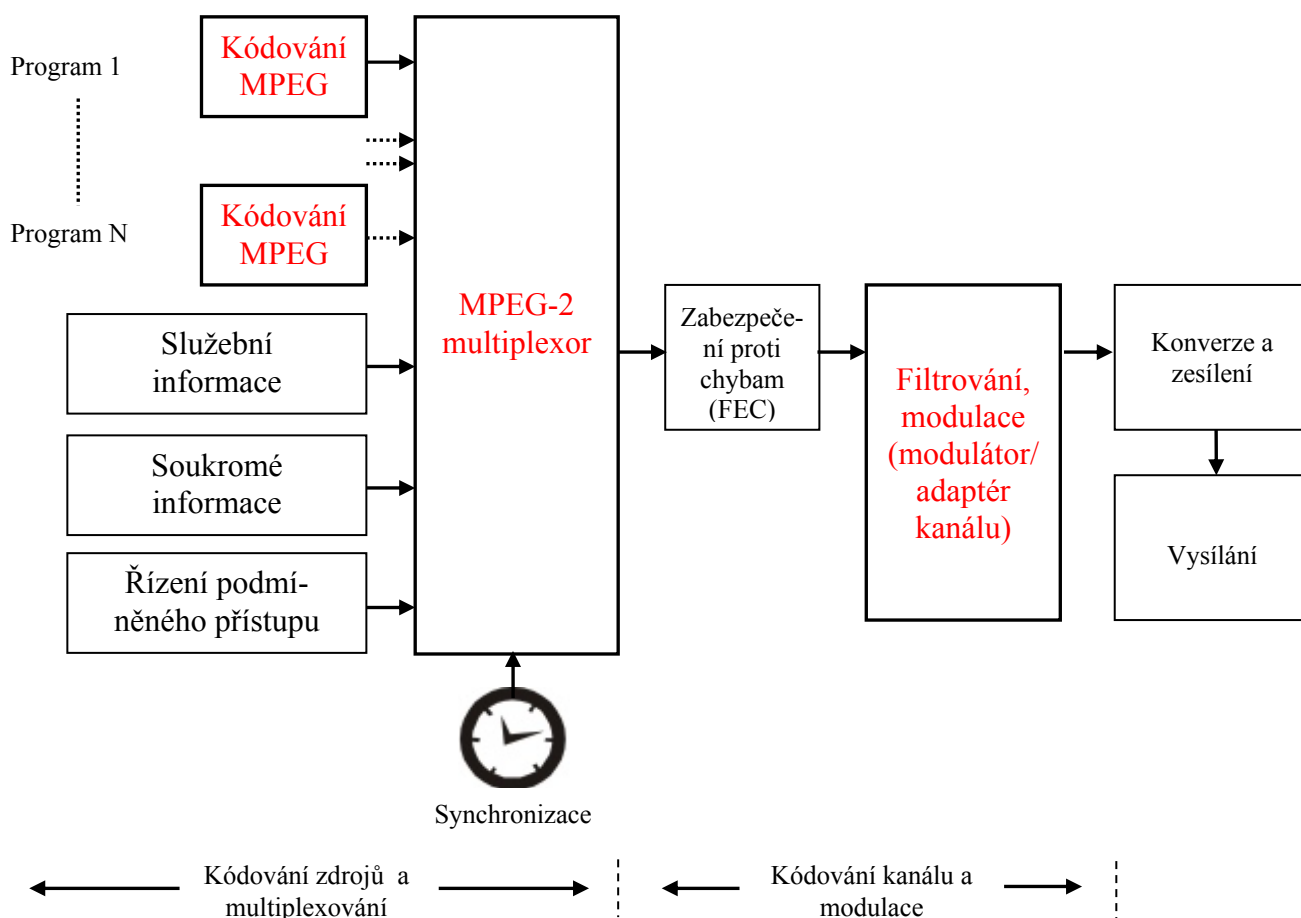 Program 1
Kódování
MPEG
Program N
Kódování
MPEG
Služební
informace
Soukromé
informace
Řízení podmí-
něného přístupu
MPEG-2
multiplexor
Synchronizace
Zabezpeče-
ní proti
chybam
(FEC)
Filtrování,
modulace
(modulátor/
adaptér
kanálu)
Konverze a
zesílení
Vysílání
Kódování zdrojů a
multiplexování
Kódování kanálu a
modulace